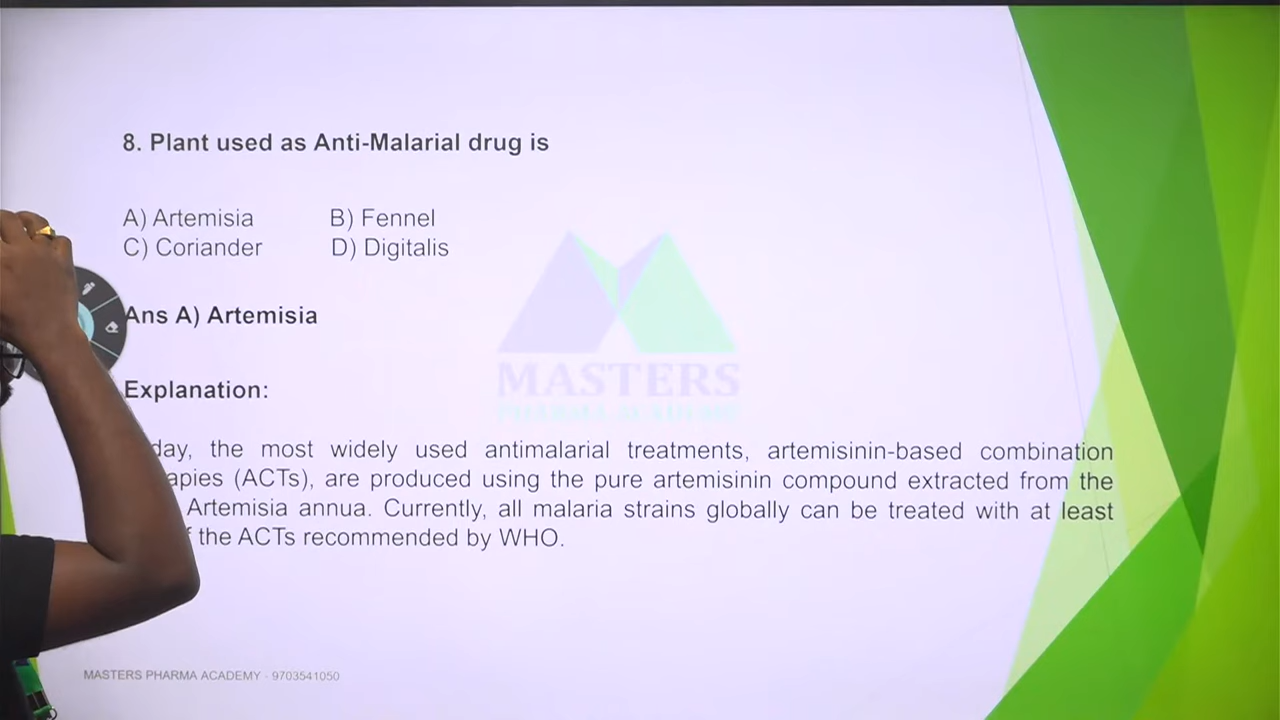 8. Plant used as Anti-Malarial drug is
A) Artemisia B) Fennel
C) Coriander D) Digitalis
Ans A) Artemisia
MASTERS
Explanation:
day, the most widely used antimalarial treatments, artemisinin-based combination
apies (ACTs), are produced using the pure artemisinin compound extracted from the
Artemisia annua. Currently, all malaria strains globally can be treated with at least
the ACTs recommended by WHO.
MASTERS PHARMA ACADEMY - 9703541050